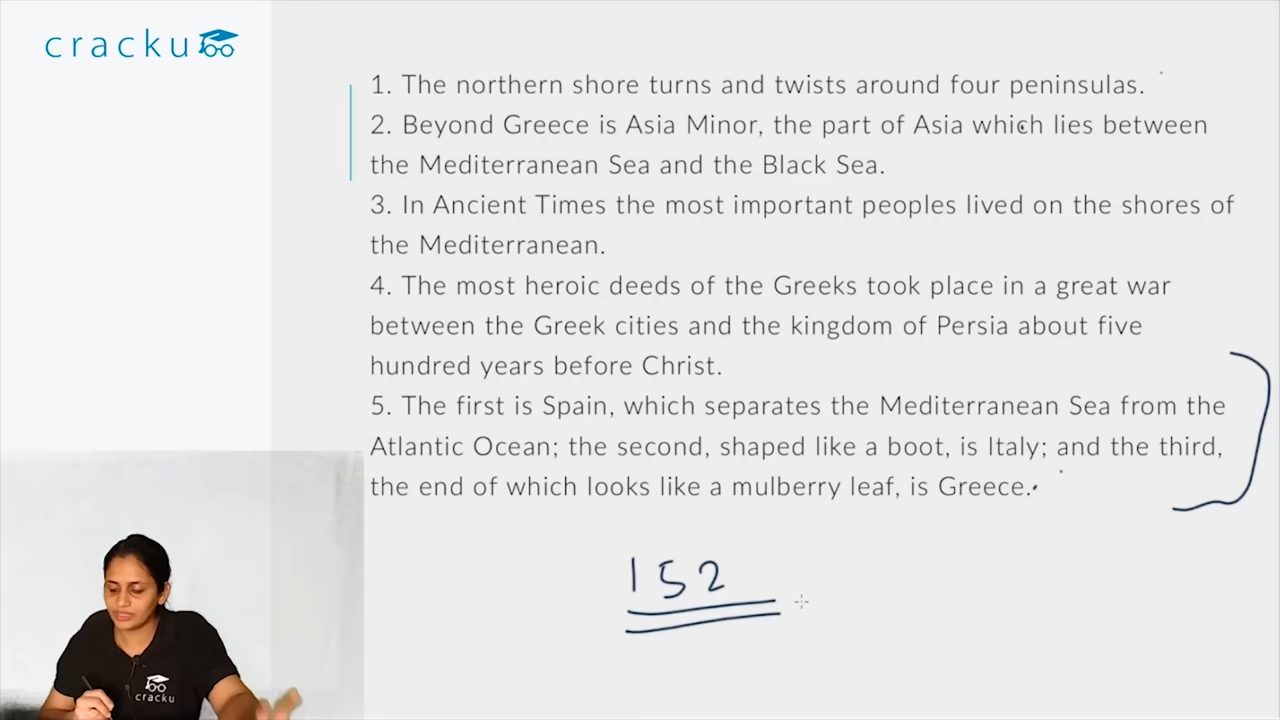 cracku
1. The northern shore turns and twists around four peninsulas.
2. Beyond Greece is Asia Minor, the part of Asia which lies between
the Mediterranean Sea and the Black Sea.
3. In Ancient Times the most important peoples lived on the shores of
the Mediterranean.
4. The most heroic deeds of the Greeks took place in a great war
between the Greek cities and the kingdom of Persia about five
hundred years before Christ.
5. The first is Spain, which separates the Mediterranean Sea from the
Atlantic Ocean; the second, shaped like a boot, is Italy; and the third,
the end of which looks like a mulberry leaf, is Greece.
152
cracku